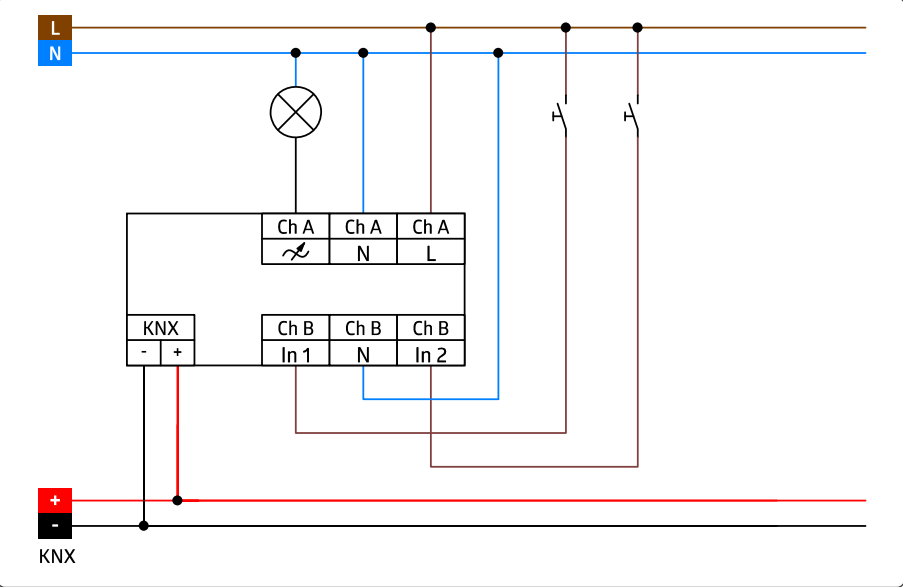 L
N
Ch A Ch A Ch A
N L
KNX Ch B Ch B Ch B
- + In 1 N In 2
+
-
KNX